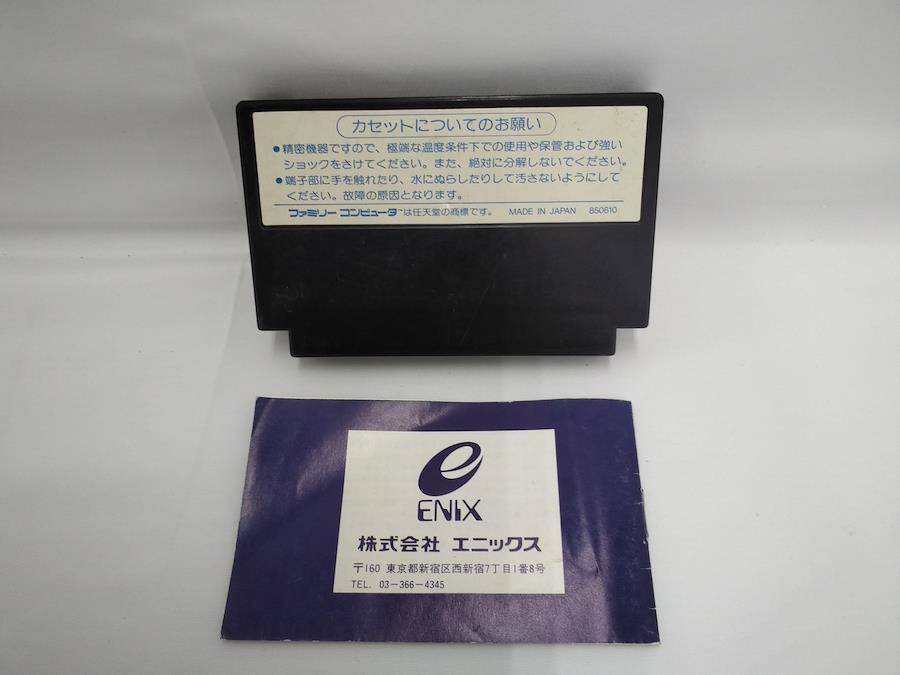 カセットについてのお願い
●精密機器ですので、極端な温度条件下での使用や保管および強い
ショックをさけてください。また、絶対に分解しないでください。
●端子部に手を触れたり、水にぬらしたりして汚さないようにして
ください。故障の原因となります。
ファミリー コンピュータ™は任天堂の商標です。 MADE IN JAPAN 850610
e
ENIX
株式会社 エニックス
〒160 東京都新宿区西新宿7丁目1番8号
TEL. 03-366-4345